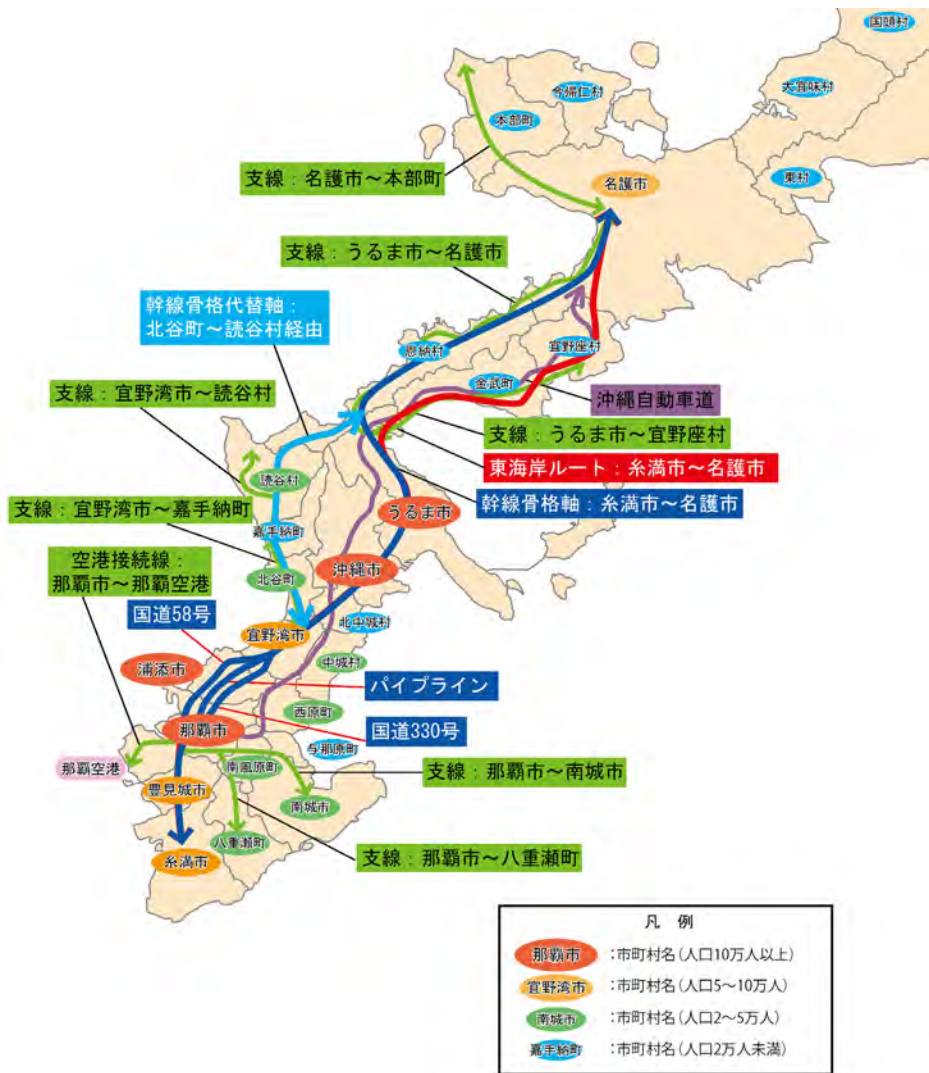 国頭村
大宜味村
今帰仁村
本部町
東村
名護市
支線：名護市～本部町
支線：うるま市～名護市
幹線骨格代替軸：
北谷町～読谷村経由
恩納村
宜野座村
金武町
沖縄自動車道
支線：宜野湾市～読谷村
支線：うるま市～宜野座村
東海岸ルート：糸満市～名護市
幹線骨格軸：糸満市～名護市
読谷村
支線：宜野湾市～嘉手納町
うるま市
嘉手納町
空港接続線：
那覇市～那覇空港
北谷町
沖縄市
国道58号
北中城村
宜野湾市
中城村
浦添市
パイプライン
西原町
国道330号
那覇市
与那原町
那覇空港
南風原町
支線：那覇市～南城市
豊見城市
南城市
八重瀬町
支線：那覇市～八重瀬町
糸満市
凡 例
那覇市 ：市町村名（人口10万人以上）
宜野湾市 ：市町村名（人口5～10万人）
南城市 ：市町村名（人口2～5万人）
嘉手納町 ：市町村名（人口2万人未満）